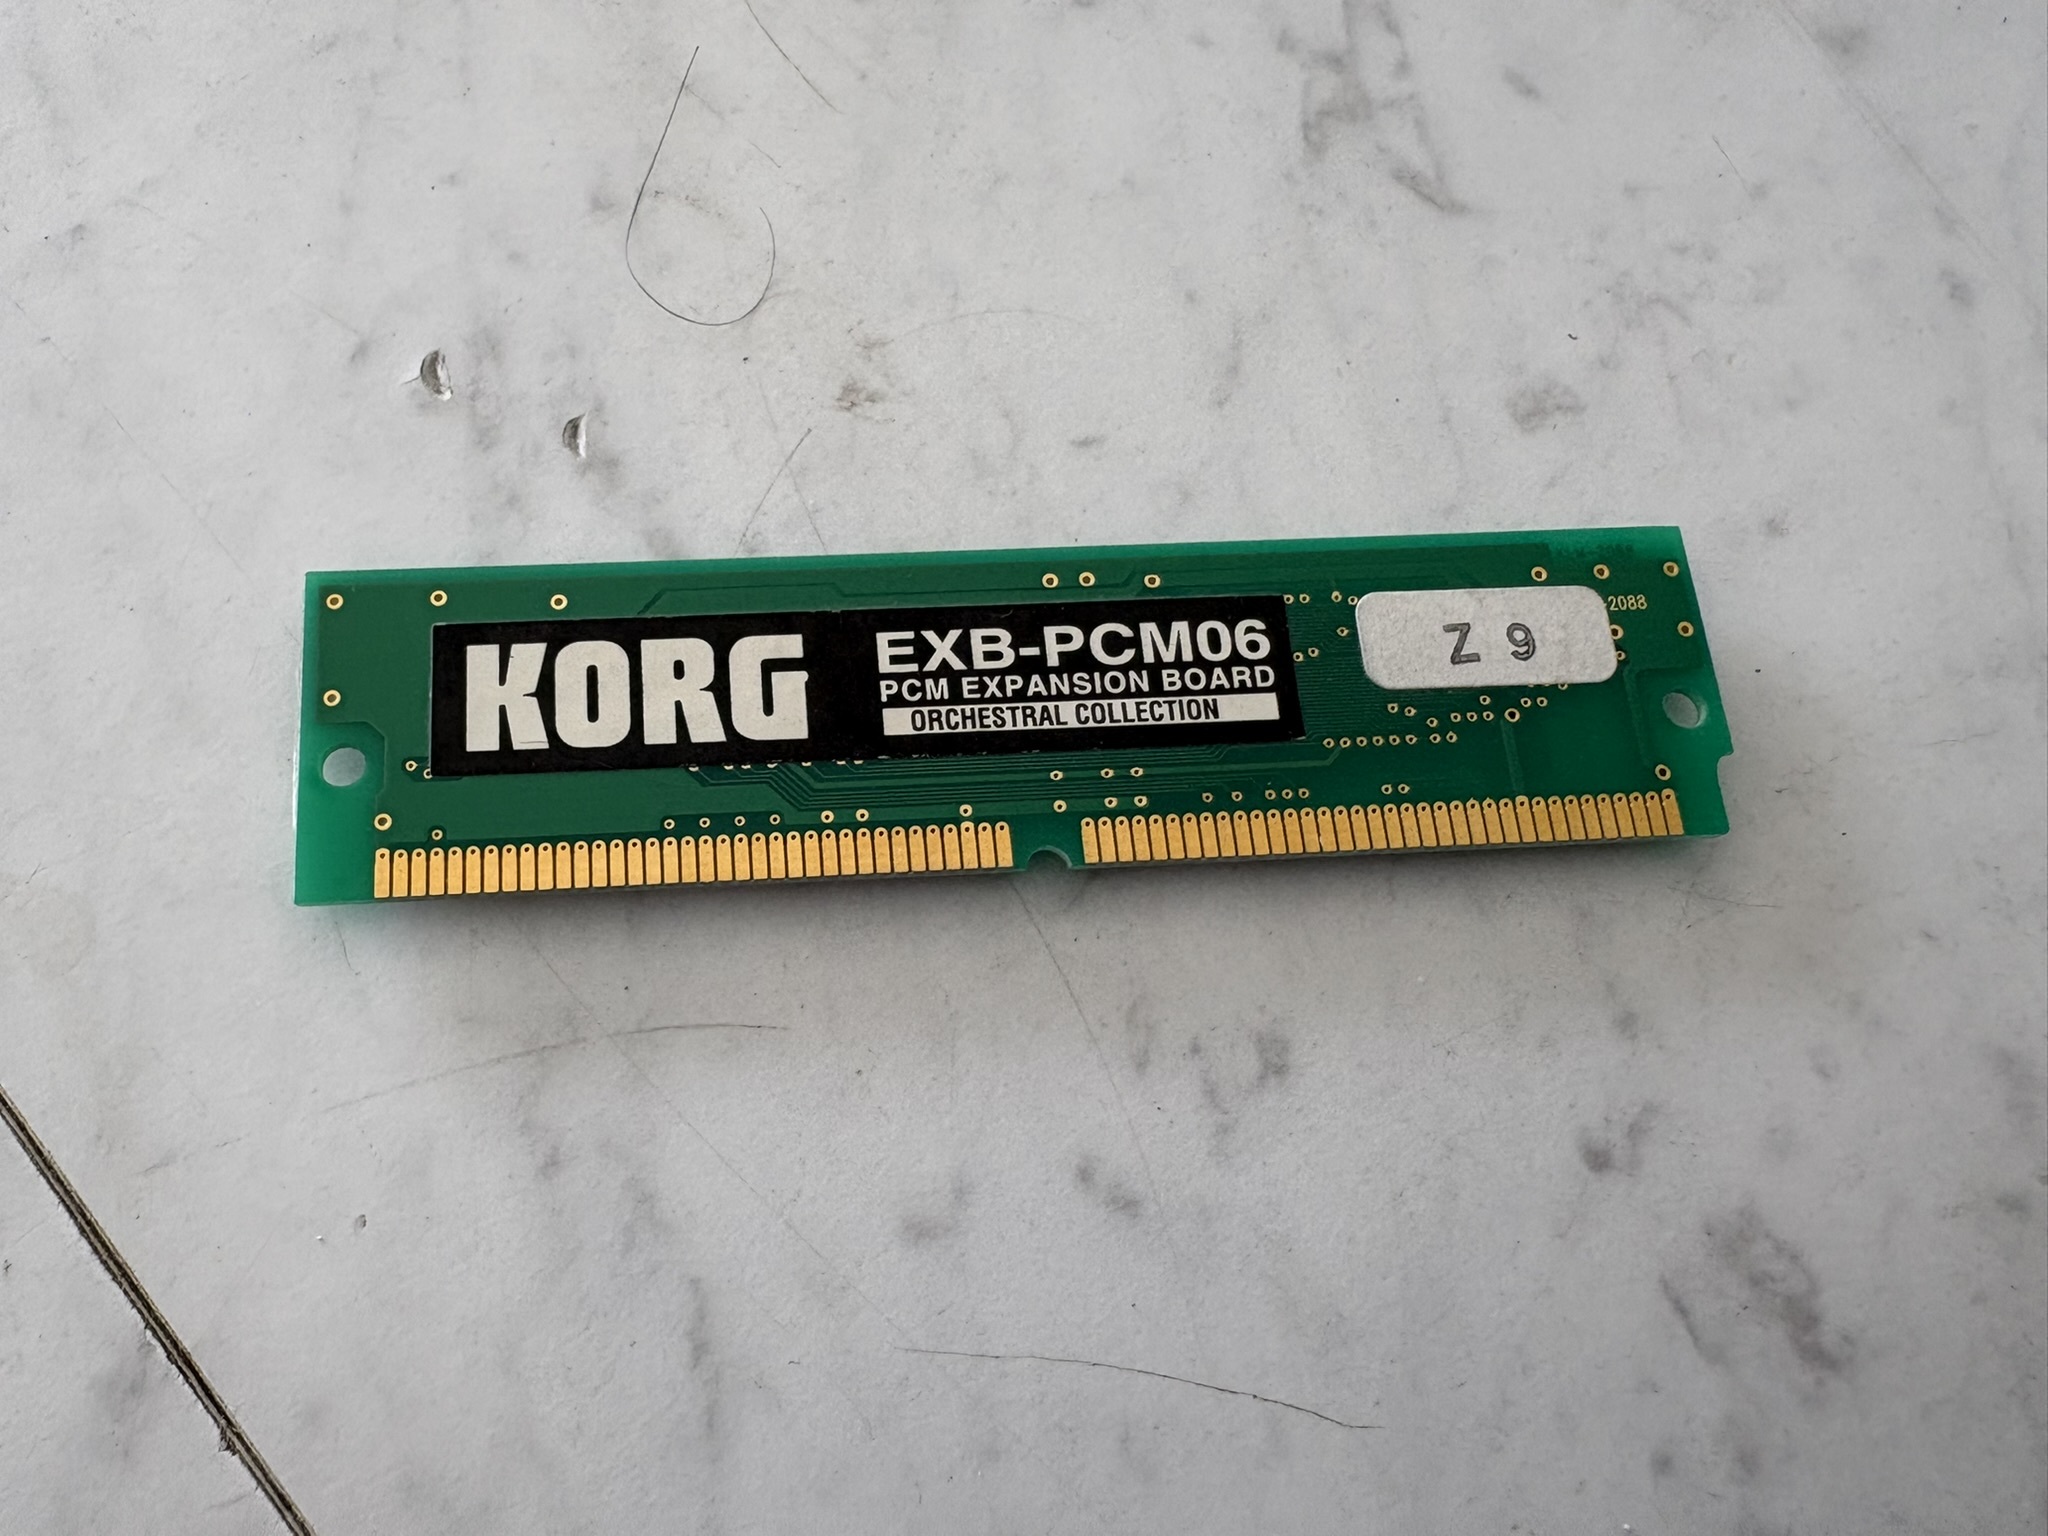 KORG
EXB-PCM06
PCM EXPANSION BOARD
ORCHESTRAL COLLECTION
Z 9
-2088